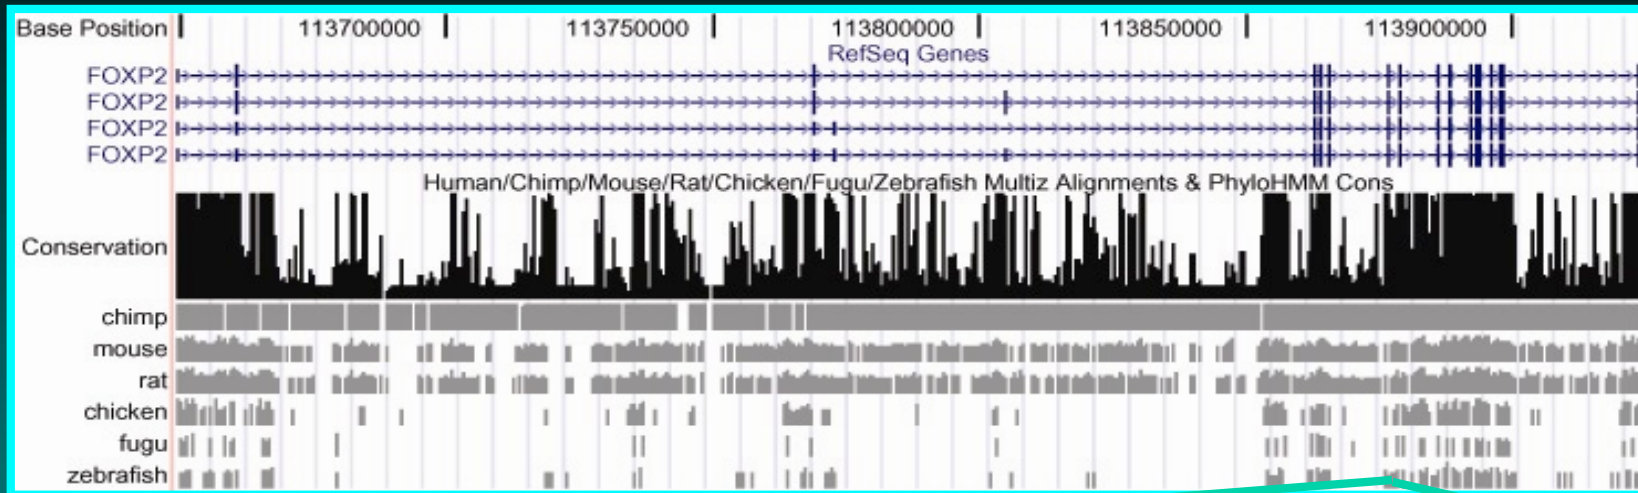 Base Position 113700000 113750000 113800000 113850000 113900000
RefSeq Genes
FOXP2
FOXP2
FOXP2
FOXP2
Human/Chimp/Mouse/Rat/Chicken/Fugu/Zebrafish Multiz Alignments & PhyloHMM Cons
Conservation
chimp
mouse
rat
chicken
fugu
zebrafish